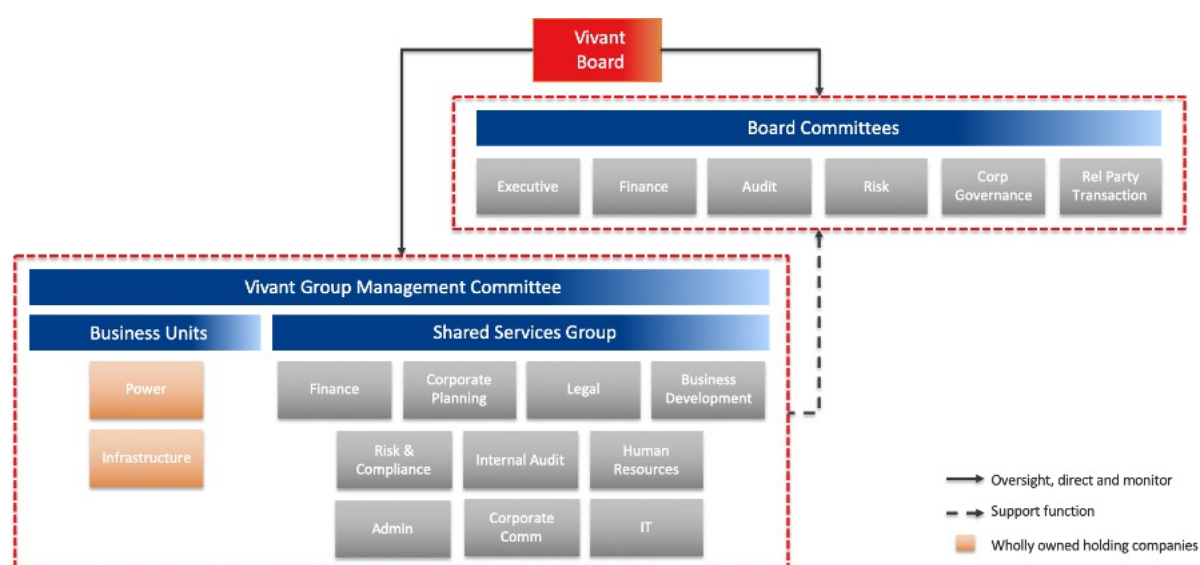 Vivant
Board
Board Committees
Executive
Finance
Audit
Risk
Corp
Governance
Rel Party
Transaction
Vivant Group Management Committee
Business Units
Shared Services Group
Power
Infrastructure
Finance
Corporate
Planning
Legal
Business
Development
Risk &
Compliance
Internal Audit
Human
Resources
Admin
Corporate
Comm
IT
Oversight, direct and monitor
Support function
Wholly owned holding companies